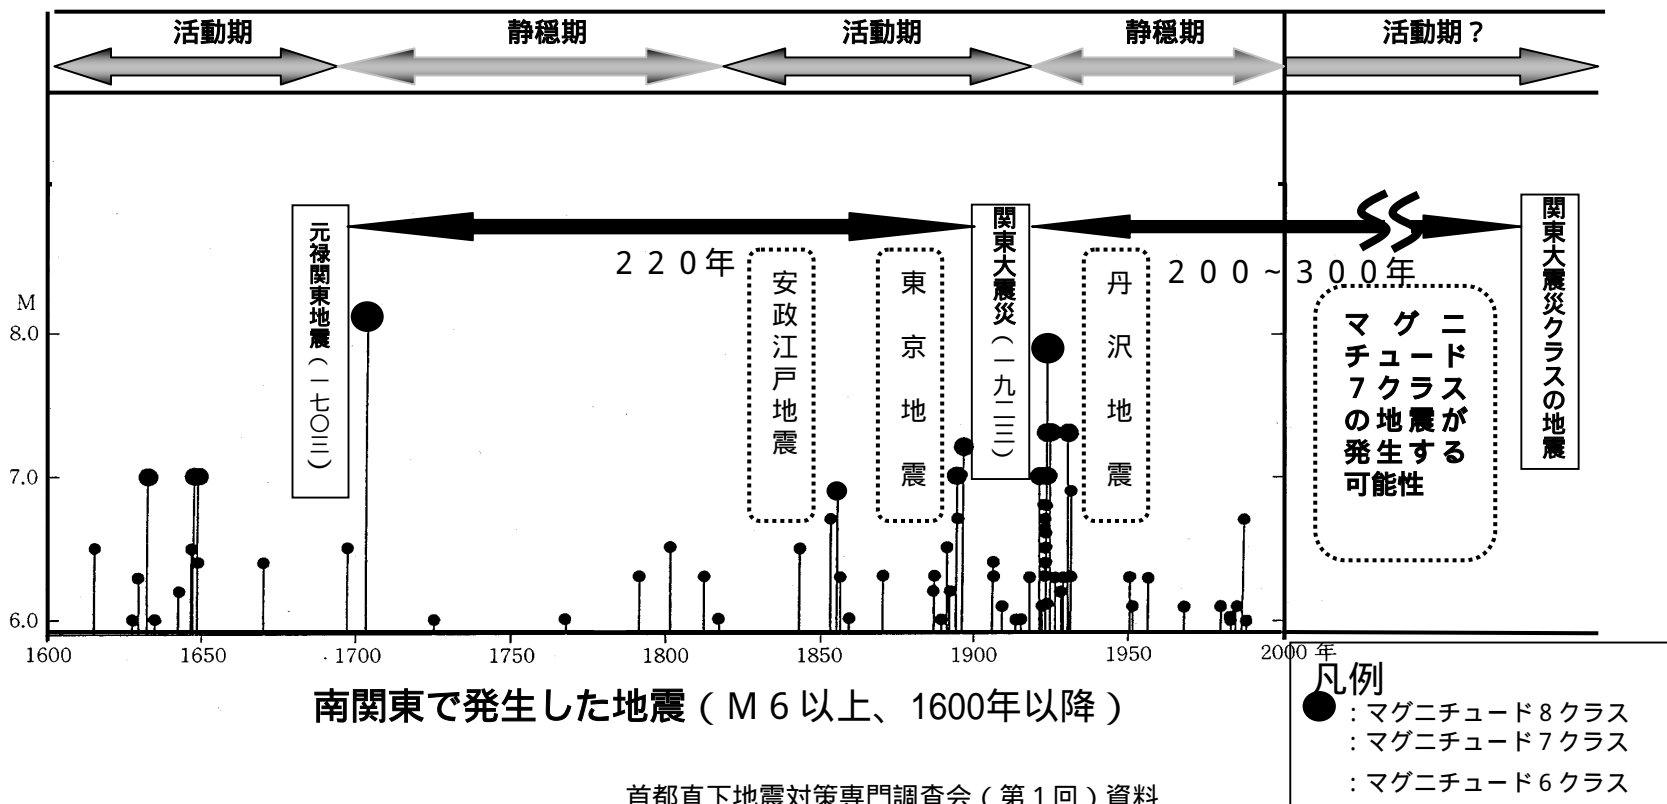 活動期
静穏期
活動期
静穏期
活動期？
元禄関東地震（一七〇三）
２２０年
安政江戸地震
東京地震
関東大震災（一九二三）
丹沢地震
２００～３００年
マグニ
チュード
７クラス
の地震が
発生する
可能性
関東大震災クラスの地震
M
8.0
7.0
6.0
1600
1650
1700
1750
1800
1850
1900
1950
2000 年
南関東で発生した地震（Ｍ６以上、1600年以降）
凡例
：マグニチュード８クラス
：マグニチュード７クラス
：マグニチュード６クラス
首都直下地震対策専門調査会（第１回）資料